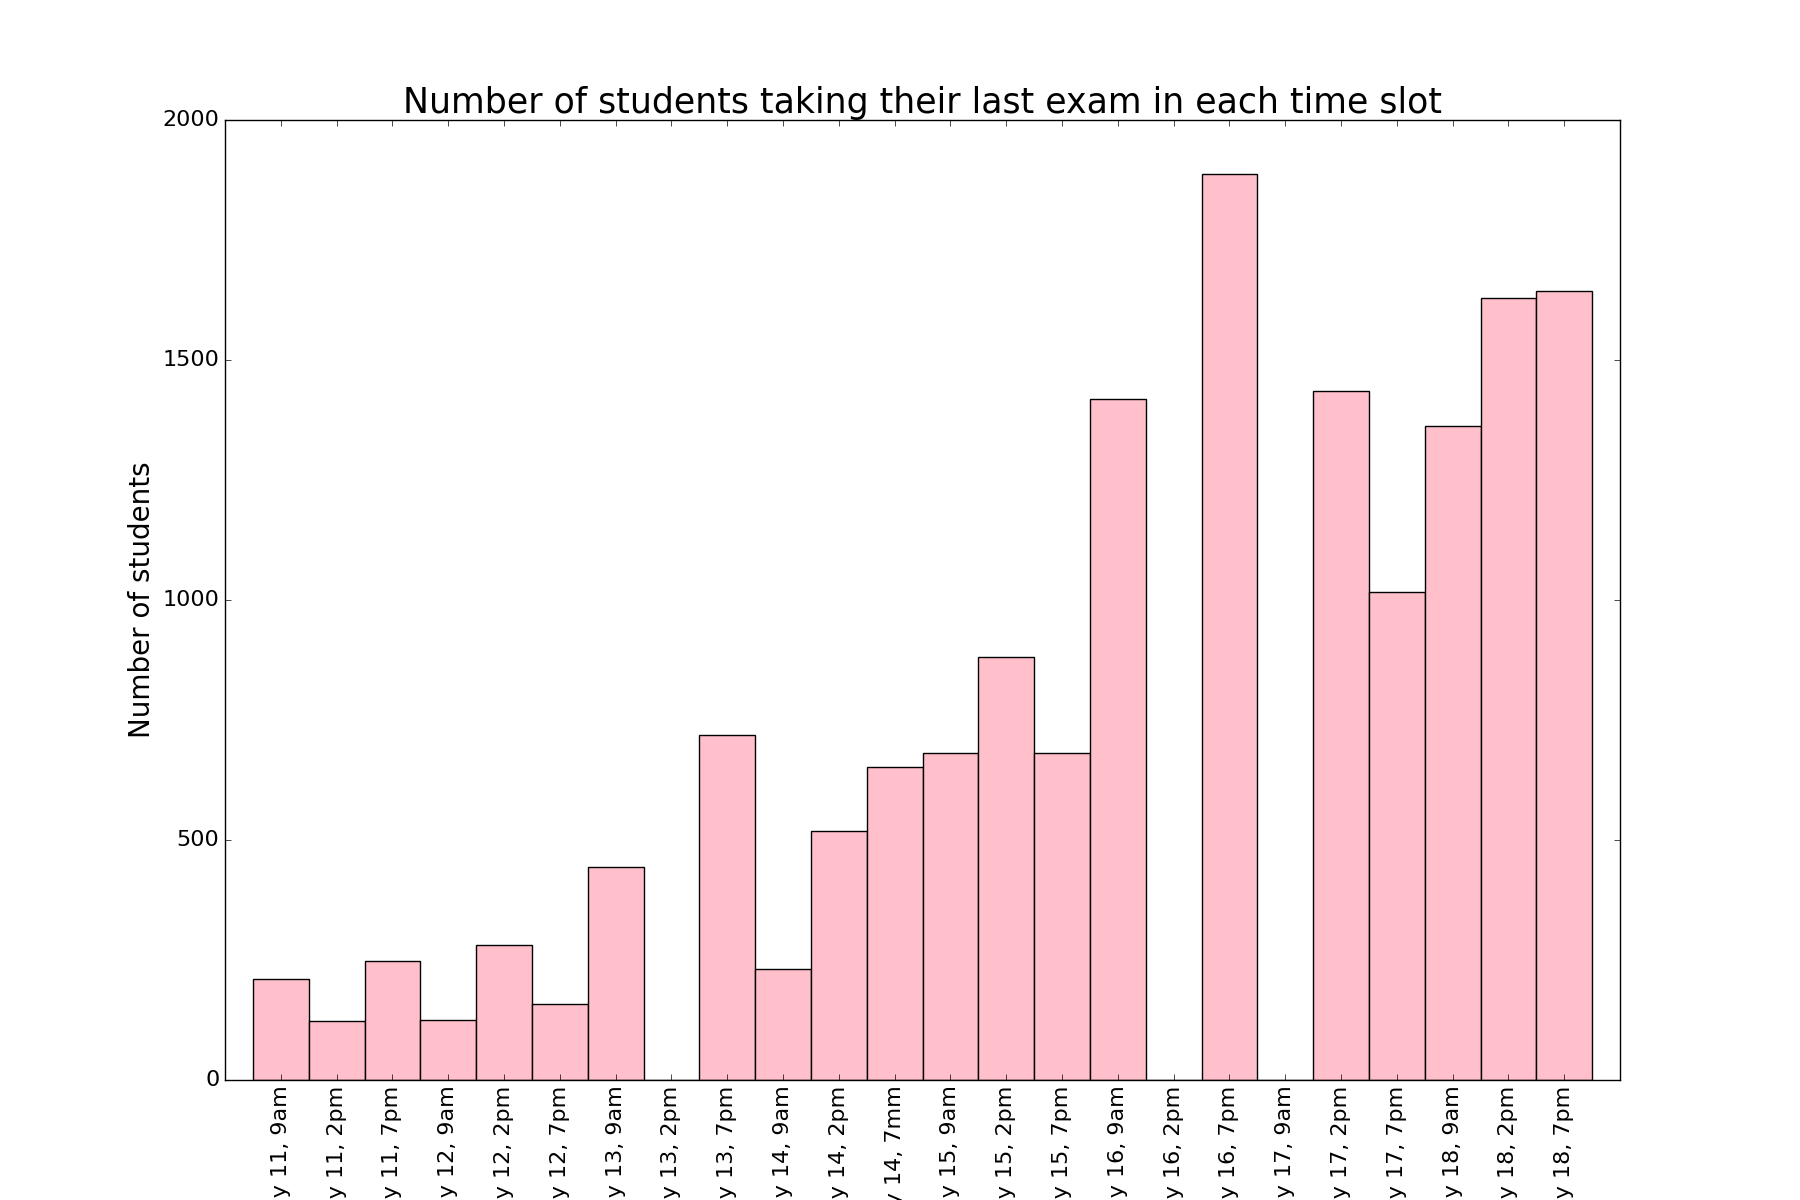 Number of students taking their last exam in each time slot
Number of students
2000
1500
1000
500
0
y 11, 9am
y 11, 2pm
y 11, 7pm
y 12, 9am
y 12, 2pm
y 12, 7pm
y 13, 9am
y 13, 2pm
y 13, 7pm
y 14, 9am
y 14, 2pm
y 14, 7mm
y 15, 9am
y 15, 2pm
y 15, 7pm
y 16, 9am
y 16, 2pm
y 16, 7pm
y 17, 9am
y 17, 2pm
y 17, 7pm
y 18, 9am
y 18, 2pm
y 18, 7pm